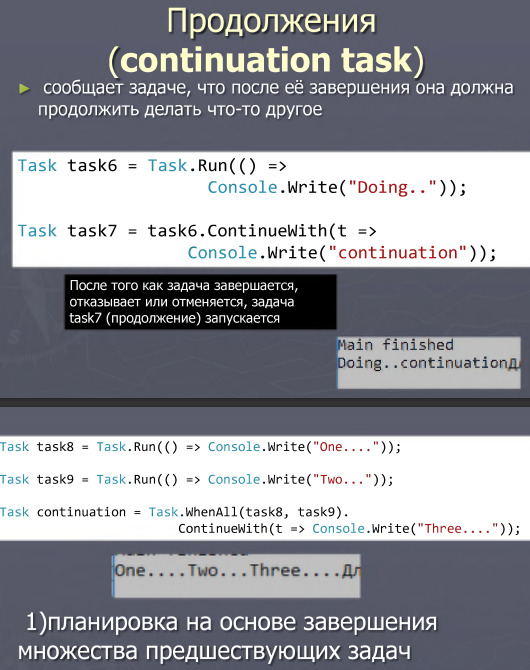 Продолжения
(continuation task)
► сообщает задаче, что после её завершения она должна
продолжить делать что-то другое
Task task6 = Task.Run(() =>
Console.Write("Doing.."));
Task task7 = task6.ContinueWith(t =>
Console.Write("continuation"));
После того как задача завершается,
отказывает или отменяется, задача
task7 (продолжение) запускается
Main finished
Doing..continuation
Task task8 = Task.Run(() => Console.Write("One...."));
Task task9 = Task.Run(() => Console.Write("Two..."));
Task continuation = Task.WhenAll(task8, task9).
ContinueWith(t => Console.Write("Three...."));
One....Two...Three....Дл
1)планировка на основе завершения
множества предшествующих задач